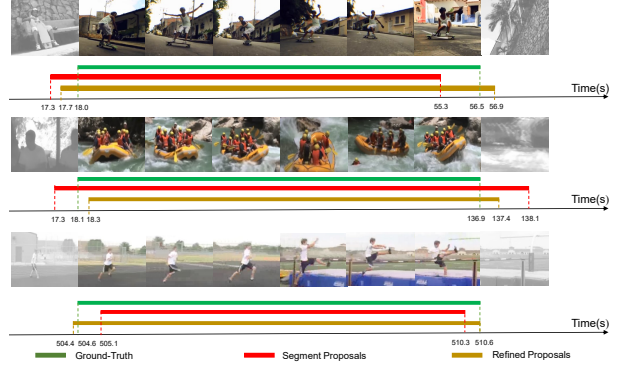 Time(s)
17.3 17.7 18.0 55.3 56.5 56.9
Time(s)
17.3 18.1 18.3 136.9 137.4 138.1
Time(s)
504.4 504.6 505.1 510.3 510.6
Ground-Truth Segment Proposals Refined Proposals